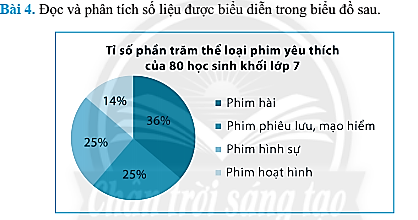 Bài 4. Đọc và phân tích số liệu được biểu diễn trong biểu đồ sau.
Tỉ số phần trăm thể loại phim yêu thích
của 80 học sinh khối lớp 7
14%
36%
25%
25%
Phim hài
Phim phiêu lưu, mạo hiểm
Phim hình sự
Phim hoạt hình
Chân trời sáng tạo